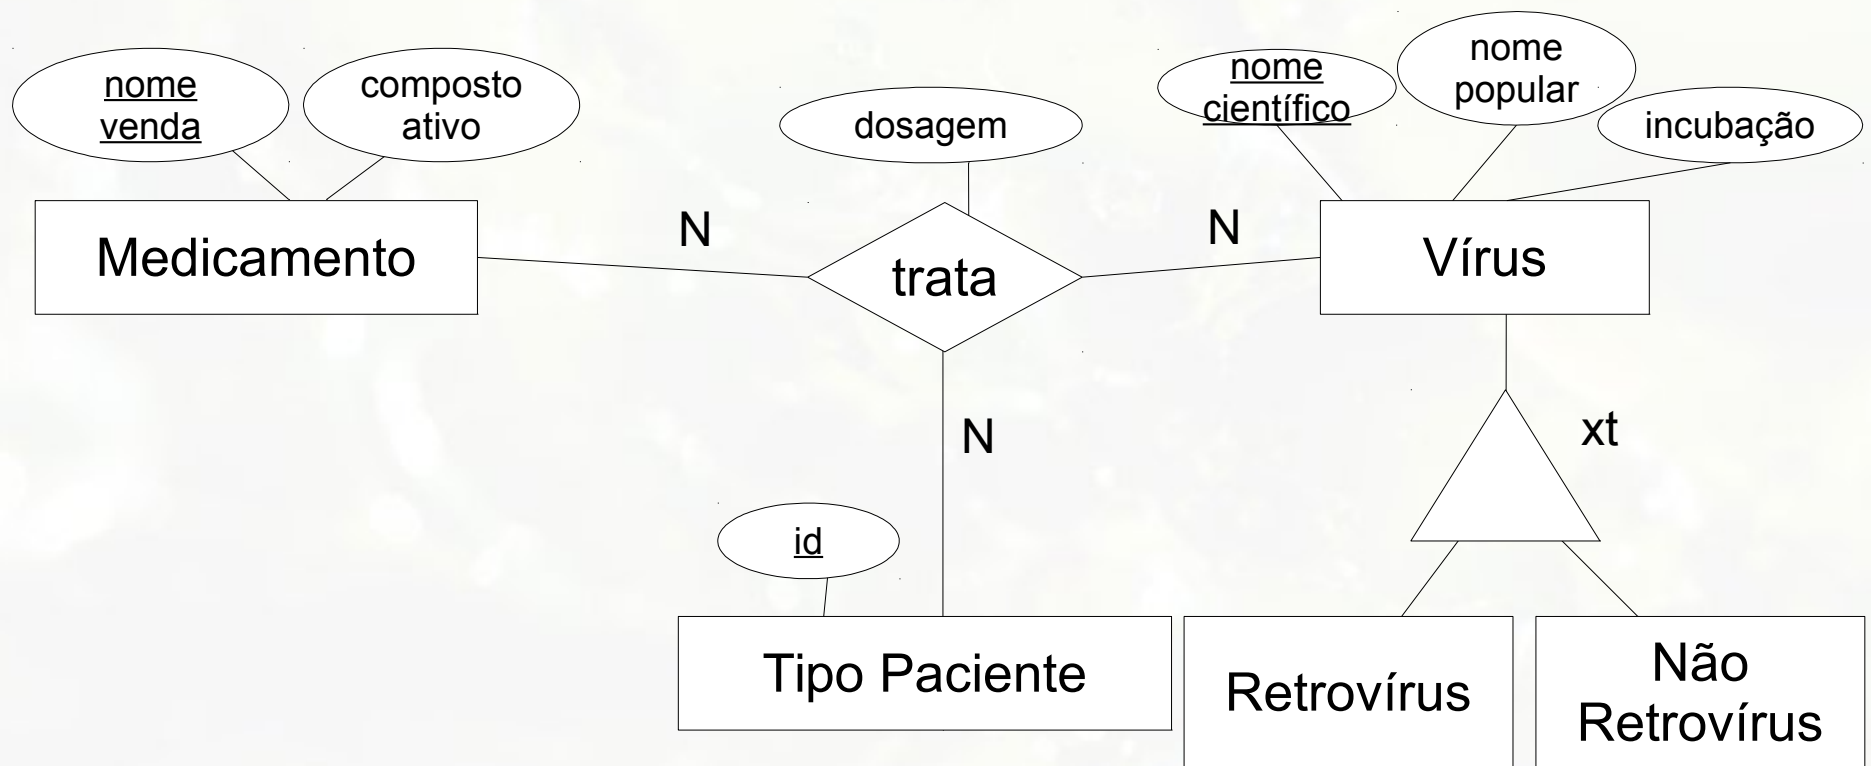 nome
venda
composto
ativo
dosagem
nome
científico
nome
popular
incubação
Medicamento
N
trata
N
Vírus
N
xt
id
Tipo Paciente
Retrovírus
Não
Retrovírus